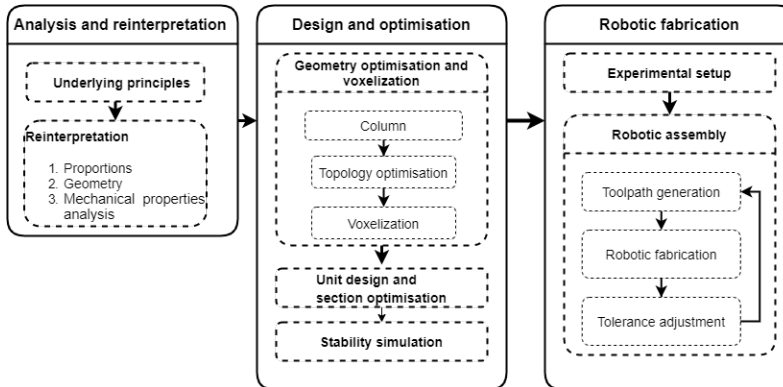 Analysis and reinterpretation
Underlying principles
Reinterpretation
1. Proportions
2. Geometry
3. Mechanical properties
analysis
Design and optimisation
Geometry optimisation and
voxelization
Column
Topology optimisation
Voxelization
Unit design and
section optimisation
Stability simulation
Robotic fabrication
Experimental setup
Robotic assembly
Toolpath generation
Robotic fabrication
Tolerance adjustment